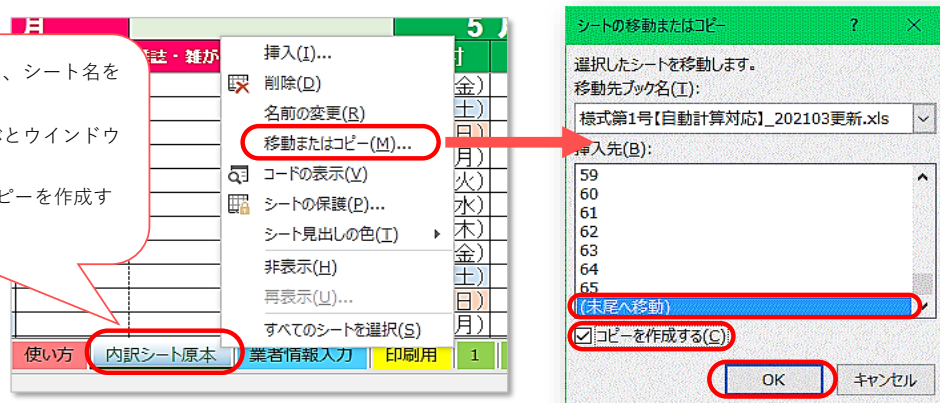 月
5
誌・雑が
付
、シート名を
とウインドウ
ピーを作成す
金)
土)
日)
月)
火)
水)
木)
金)
土)
日)
月)
挿入(I)...
削除(D)
名前の変更(R)
移動またはコピー(M)...
コードの表示(V)
シートの保護(P)...
シート見出しの色(T)
非表示(H)
再表示(U)...
すべてのシートを選択(S)
使い方
内訳シート原本
業者情報入力
印刷用
1
シートの移動またはコピー
?
選択したシートを移動します。
移動先ブック名(T):
様式第1号【自動計算対応】_202103更新.xls
挿入先(B):
59
60
61
62
63
64
65
(末尾へ移動)
コピーを作成する(C)
OK
キャンセル